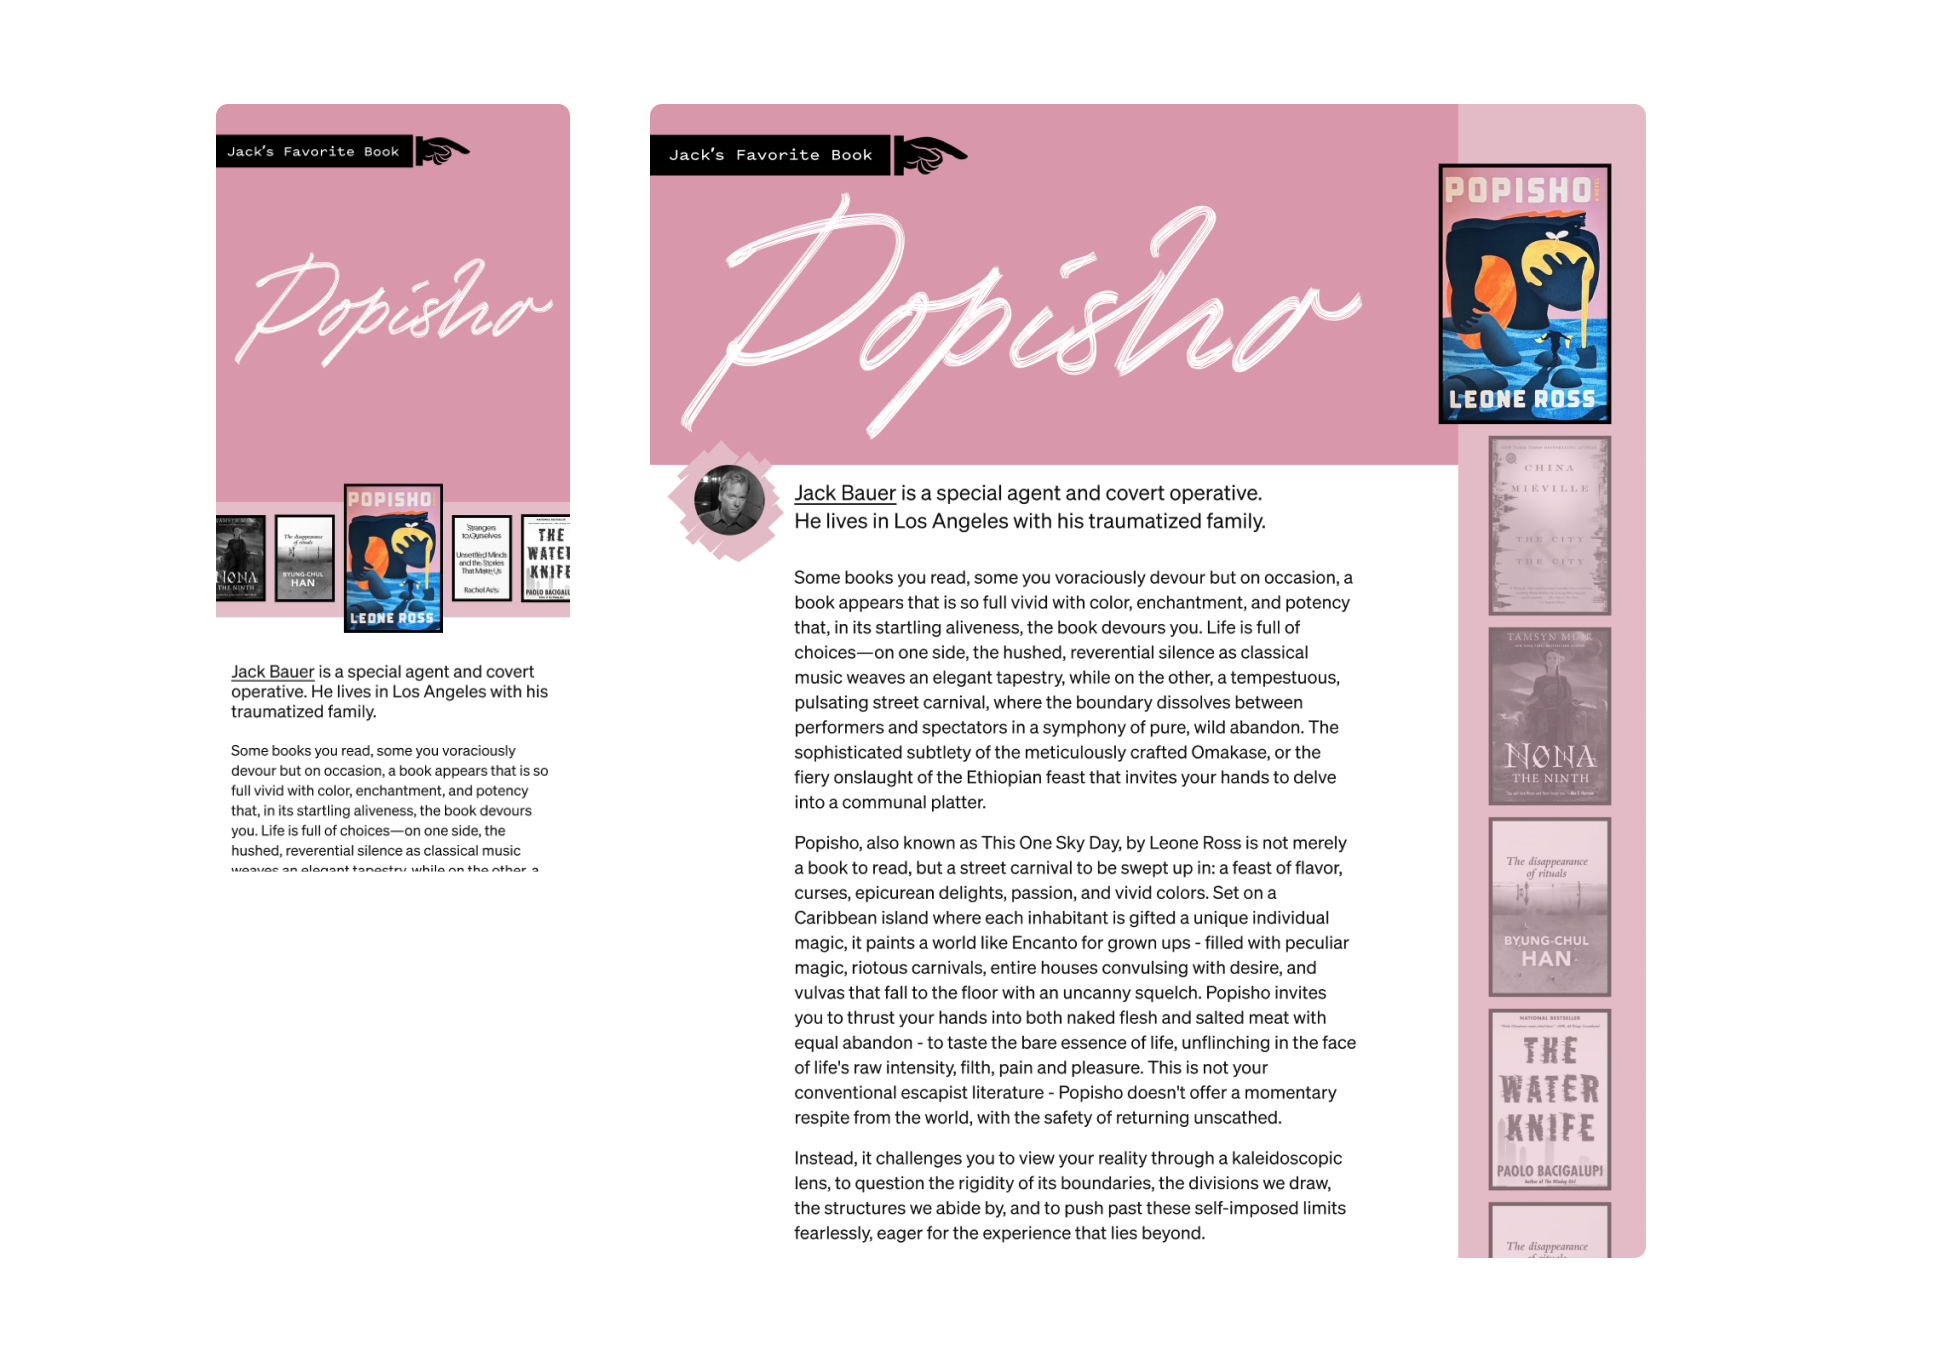 Jack's Favorite Book
Popisho
TAMSYN MUIR
NONA
THE NINTH
The disappearance
of rituals
BYUNG-CHUL
HAN
POPISHO
LEONE ROSS
Strangers
to Ourselves
Unsettled Minds
and the Stories
That Make Us
Rachel Aviv
THE
WATER
KNIFE
PAOLO BACIGALU
Jack Bauer is a special agent and covert
operative. He lives in Los Angeles with his
traumatized family.
Some books you read, some you voraciously
devour but on occasion, a book appears that is so
full vivid with color, enchantment, and potency
that, in its startling aliveness, the book devours
you. Life is full of choices—on one side, the
hushed, reverential silence as classical music
weaves an elegant tapestry, while on the other, a
Jack's Favorite Book
Popisho
Jack Bauer is a special agent and covert operative.
He lives in Los Angeles with his traumatized family.
Some books you read, some you voraciously devour but on occasion, a
book appears that is so full vivid with color, enchantment, and potency
that, in its startling aliveness, the book devours you. Life is full of
choices—on one side, the hushed, reverential silence as classical
music weaves an elegant tapestry, while on the other, a tempestuous,
pulsating street carnival, where the boundary dissolves between
performers and spectators in a symphony of pure, wild abandon. The
sophisticated subtlety of the meticulously crafted Omakase, or the
fiery onslaught of the Ethiopian feast that invites your hands to delve
into a communal platter.
Popisho, also known as This One Sky Day, by Leone Ross is not merely
a book to read, but a street carnival to be swept up in: a feast of flavor,
curses, epicurean delights, passion, and vivid colors. Set on a
Caribbean island where each inhabitant is gifted a unique individual
magic, it paints a world like Encanto for grown ups - filled with peculiar
magic, riotous carnivals, entire houses convulsing with desire, and
vulvas that fall to the floor with an uncanny squelch. Popisho invites
you to thrust your hands into both naked flesh and salted meat with
equal abandon - to taste the bare essence of life, unflinching in the face
of life's raw intensity, filth, pain and pleasure. This is not your
conventional escapist literature - Popisho doesn't offer a momentary
respite from the world, with the safety of returning unscathed.
Instead, it challenges you to view your reality through a kaleidoscopic
lens, to question the rigidity of its boundaries, the divisions we draw,
the structures we abide by, and to push past these self-imposed limits
fearlessly, eager for the experience that lies beyond.
POPISHO
LEONE ROSS
CHINA
MIÉVILLE
THE CITY
&
THE CITY
TAMSYN MUIR
NONA
THE NINTH
The disappearance
of rituals
BYUNG-CHUL
HAN
NATIONAL BESTSELLER
THE
WATER
KNIFE
PAOLO BACIGALUPI
The disappearance
of rituals